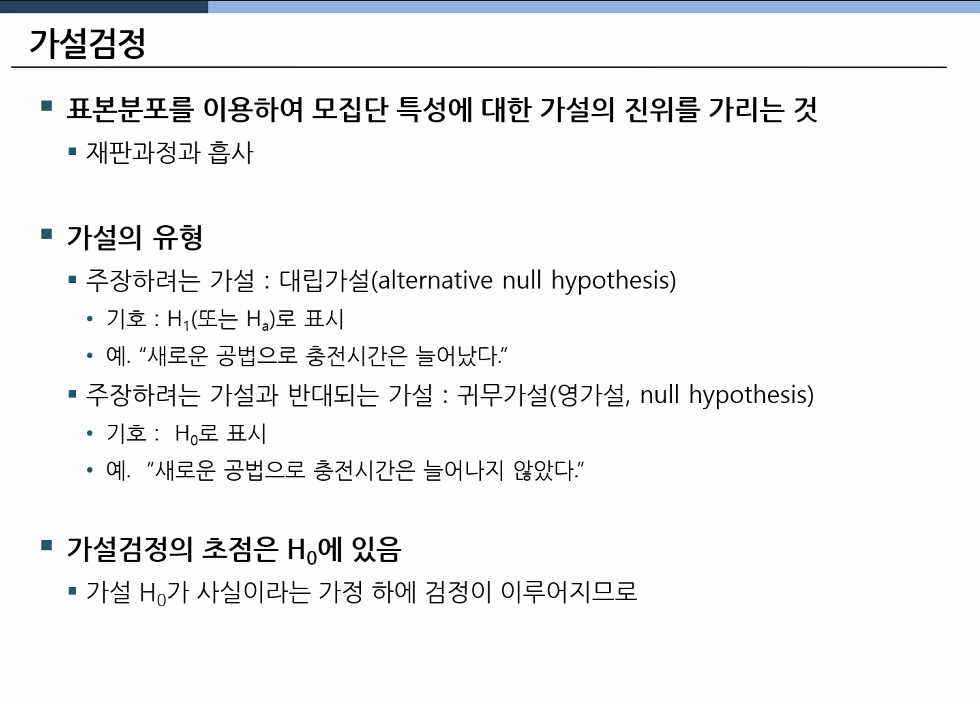 가설검정
▪ 표본분포를 이용하여 모집단 특성에 대한 가설의 진위를 가리는 것
▪ 재판과정과 흡사
▪ 가설의 유형
▪ 주장하려는 가설 : 대립가설(alternative null hypothesis)
• 기호 : H₁(또는 Hₐ)로 표시
• 예. “새로운 공법으로 충전시간은 늘어났다.”
▪ 주장하려는 가설과 반대되는 가설 : 귀무가설(영가설, null hypothesis)
• 기호 : H₀로 표시
• 예. “새로운 공법으로 충전시간은 늘어나지 않았다.”
▪ 가설검정의 초점은 H₀에 있음
▪ 가설 H₀가 사실이라는 가정 하에 검정이 이루어지므로